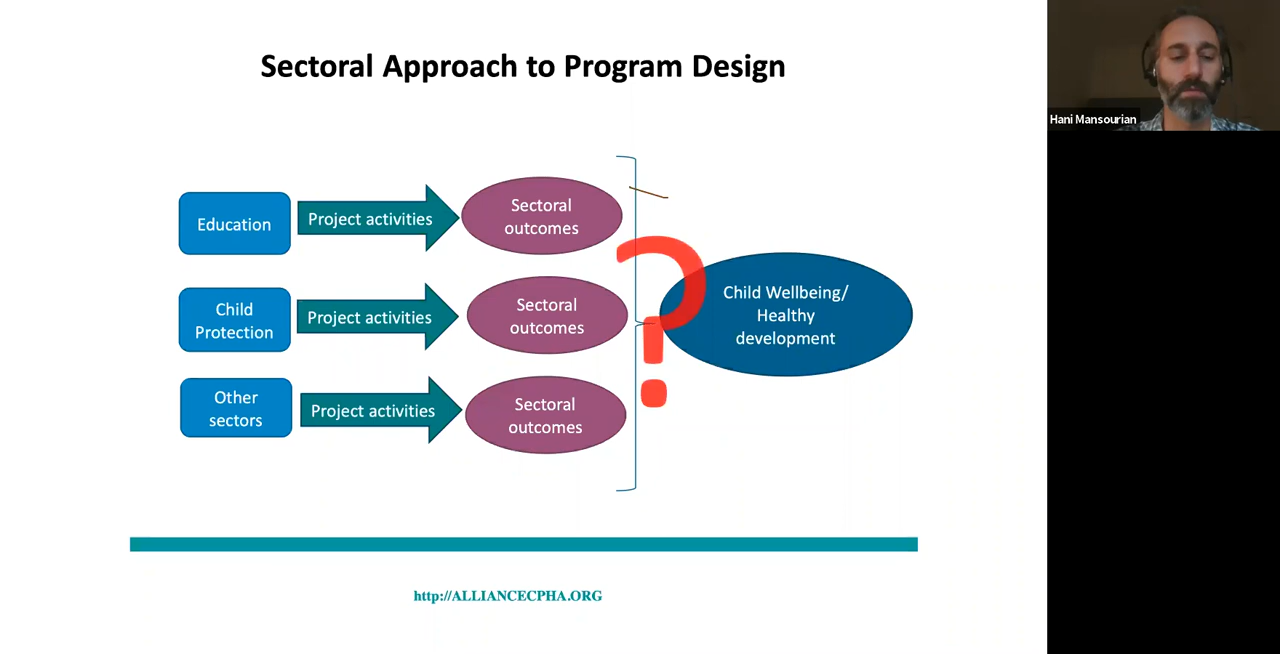 Sectoral Approach to Program Design
Hani Mansourian
Education
Project activities
Sectoral
outcomes
Child
Protection
Project activities
Sectoral
outcomes
Other
sectors
Project activities
Sectoral
outcomes
?
Child Wellbeing/
Healthy
development
http://ALLIANCECPHA.ORG